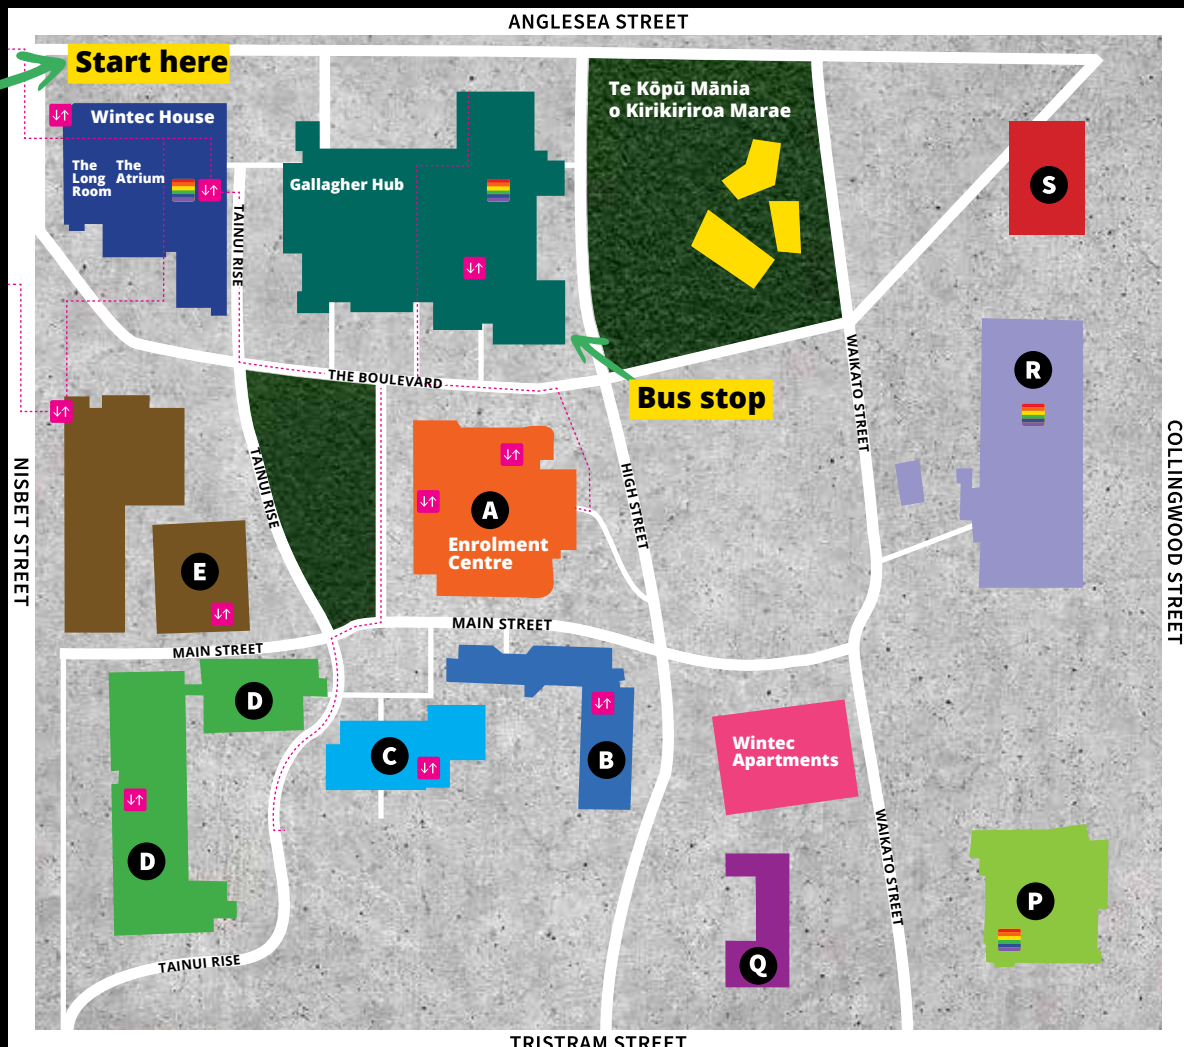 ANGLESEA STREET
Start here
Te Kōpū Mānia
o Kirikiriroa Marae
Wintec House
The
Long
Room
The
Atrium
Gallagher Hub
S
TAINUI RISE
THE BOULEVARD
Bus stop
WAIKATO STREET
R
NISBET STREET
COLLINGWOOD STREET
TAINUI RISE
HIGH STREET
A
Enrolment
Centre
E
MAIN STREET
MAIN STREET
D
C
B
Wintec
Apartments
D
WAIKATO STREET
P
Q
TAINUI RISE
TRISTRAM STREET